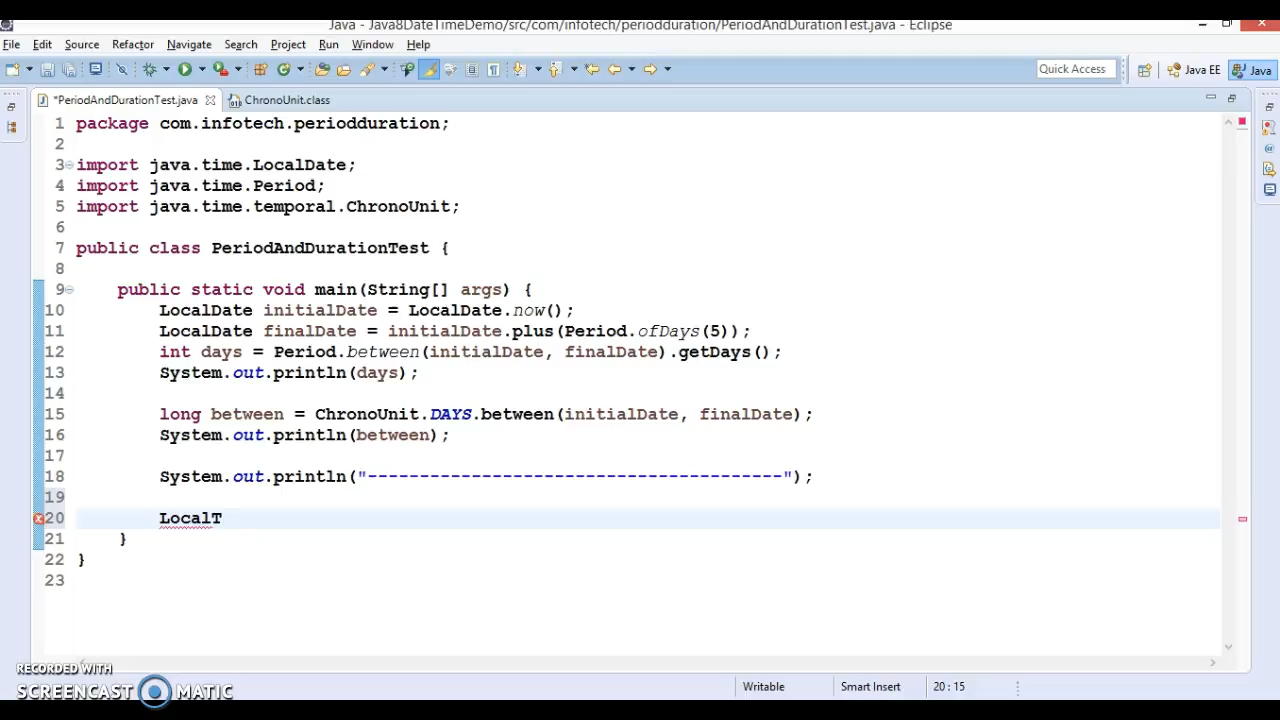 Java - Java8DateTimeDemo/src/com/infotech/periodduration/PeriodAndDurationTest.java - Eclipse
File Edit Source Refactor Navigate Search Project Run Window Help
Quick Access Java EE Java
*PeriodAndDurationTest.java ChronoUnit.class
1 package com.infotech.periodduration;
2
3 import java.time.LocalDate;
4 import java.time.Period;
5 import java.time.temporal.ChronoUnit;
6
7 public class PeriodAndDurationTest {
8
9 public static void main(String[] args) {
10 LocalDate initialDate = LocalDate.now();
11 LocalDate finalDate = initialDate.plus(Period.ofDays(5));
12 int days = Period.between(initialDate, finalDate).getDays();
13 System.out.println(days);
14
15 long between = ChronoUnit.DAYS.between(initialDate, finalDate);
16 System.out.println(between);
17
18 System.out.println("----------------------------------------");
19
20 LocalT
21 }
22 }
23
RECORDED WITH
SCREENCAST MATIC
Writable Smart Insert 20 : 15